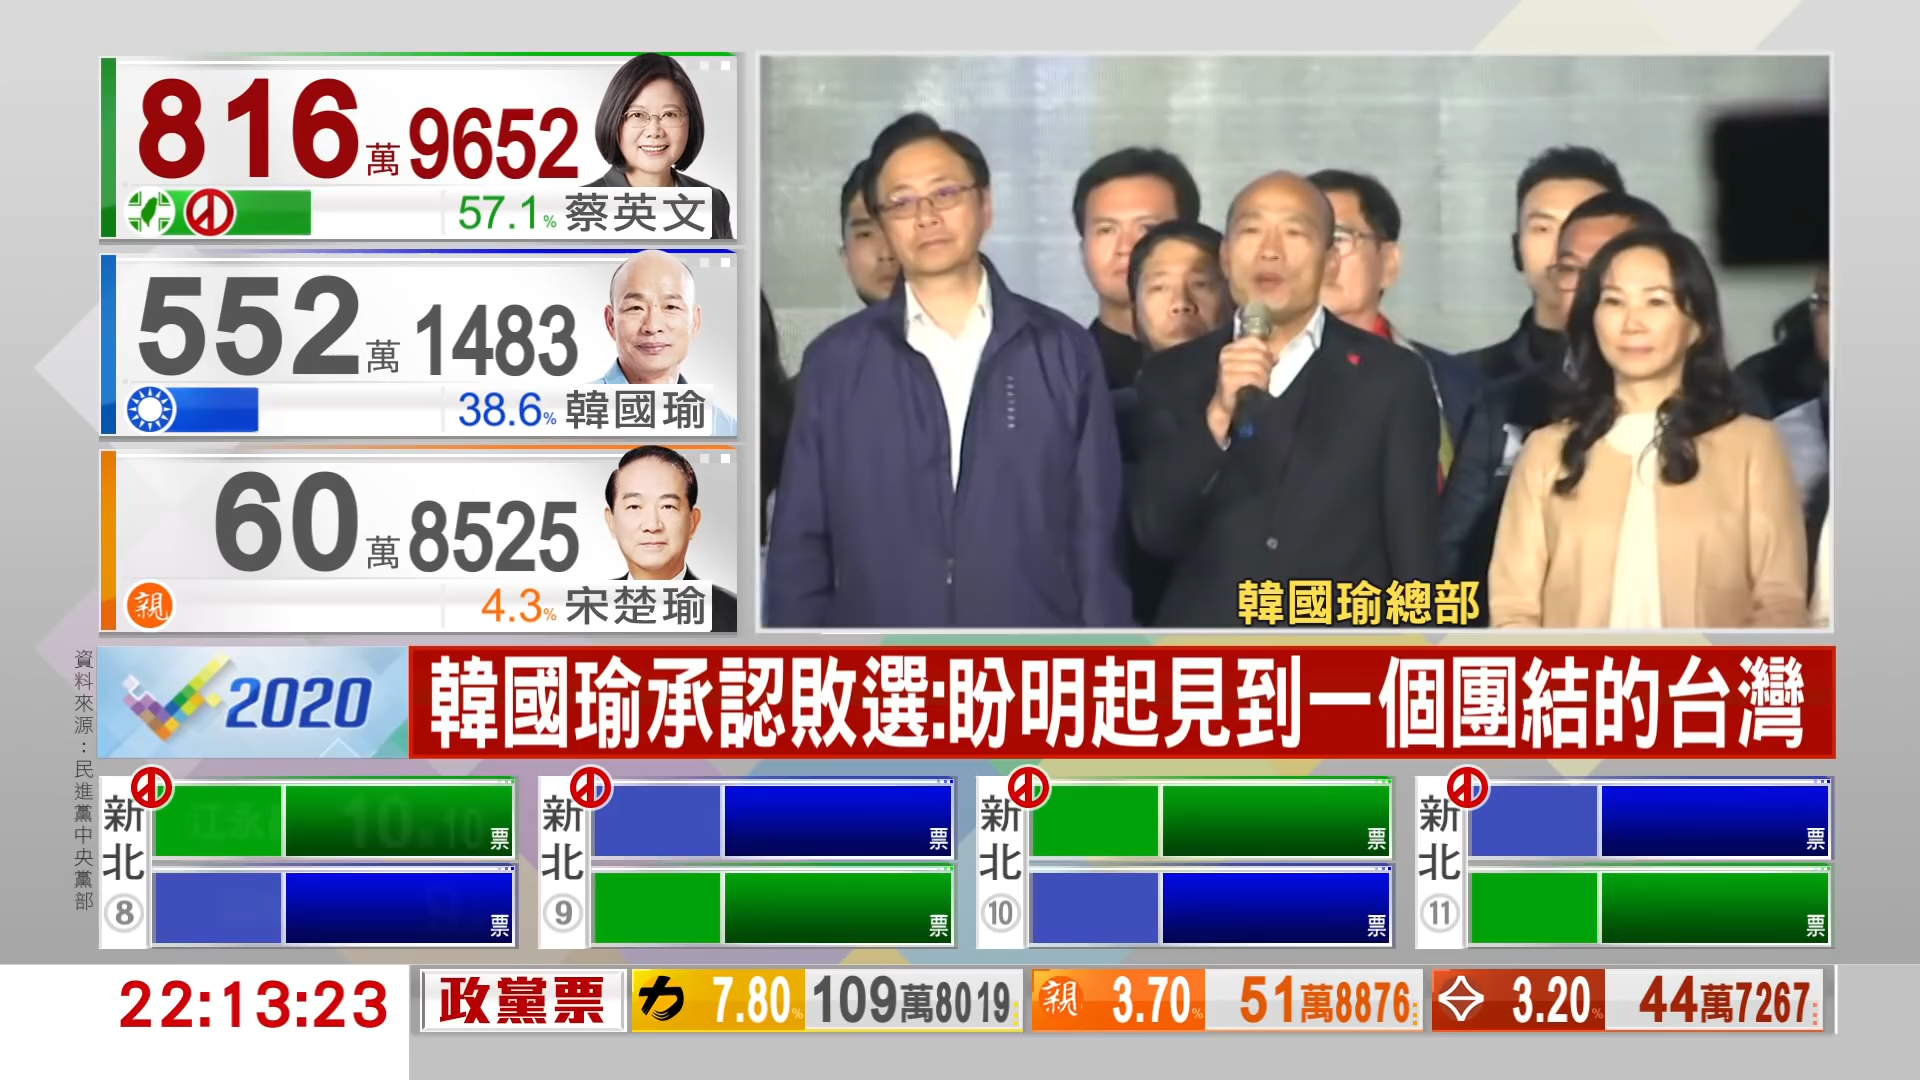 816萬9652
57.1% 蔡英文
552萬1483
38.6% 韓國瑜
60萬8525
親 4.3% 宋楚瑜
韓國瑜總部
資料來源：民進黨中央黨部
2020
韓國瑜承認敗選:盼明起見到一個團結的台灣
新北8
票
票
新北9
票
票
新北10
票
票
新北11
票
票
22:13:23
政黨票
力 7.80% 109萬8019
親 3.70% 51萬8876
3.20% 44萬7267